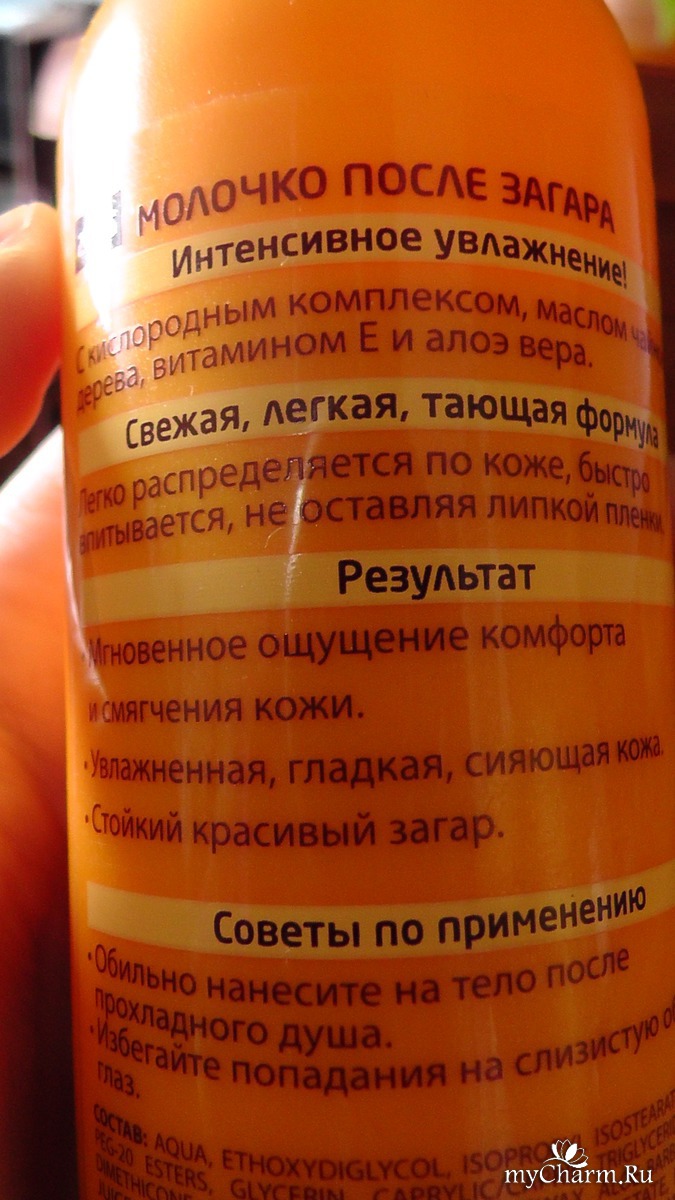 МОЛОЧКО ПОСЛЕ ЗАГАРА
Интенсивное увлажнение!
С кислородным комплексом, маслом
дерева, витамином Е и алоэ вера.
Свежая, легкая, тающая формула
Легко распределяется по коже, быстро
впитывается, не оставляя липкой пленки.
Результат
•Мгновенное ощущение комфорта
и смягчения кожи.
•Увлажненная, гладкая, сияющая кожа.
•Стойкий красивый загар.
Советы по применению
•Обильно нанесите на тело после
прохладного душа.
•Избегайте попадания на слизистую
глаз.
СОСТАВ: AQUA, ETHOXYDIGLYCOL,
PEG-20 ESTERS, GLYCERIN,
myCharm.Ru